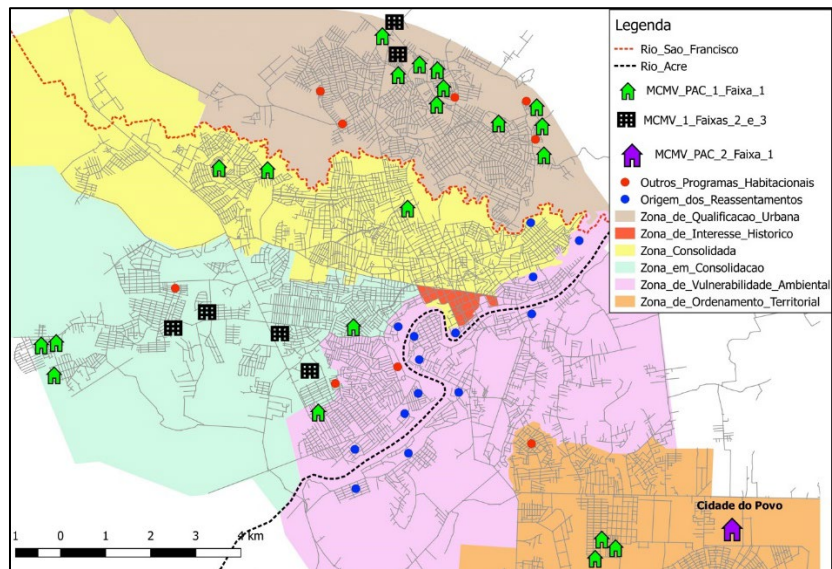 Legenda
Rio_Sao_Francisco
Rio_Acre
MCMV_PAC_1_Faixa_1
MCMV_1_Faixas_2_e_3
MCMV_PAC_2_Faixa_1
Outros_Programas_Habitacionais
Origem_dos_Reassentamentos
Zona_de_Qualificacao_Urbana
Zona_de_Interesse_Historico
Zona_Consolidada
Zona_em_Consolidacao
Zona_de_Vulnerabilidade_Ambiental
Zona_de_Ordenamento_Territorial
Cidade do Povo
1 0 1 2 3 4 km